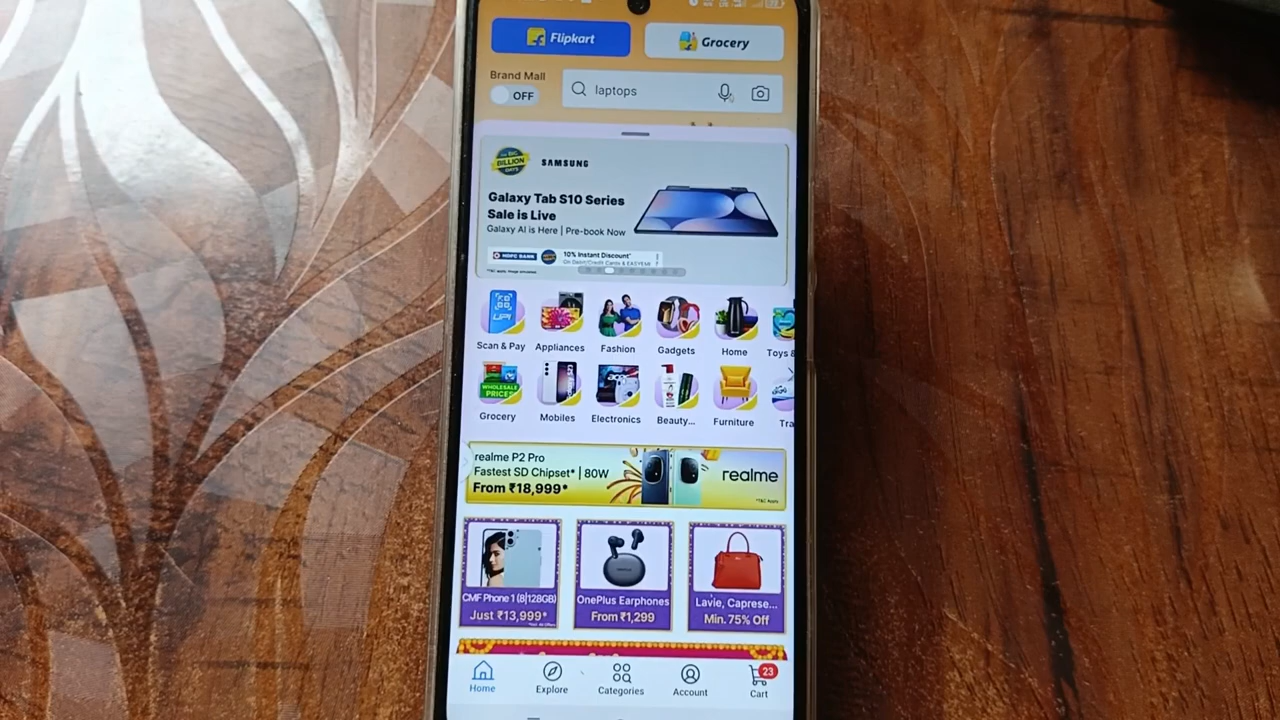 Flipkart
Grocery
Brand Mall
OFF
laptops
BIG
BILLION
DAYS
SAMSUNG
Galaxy Tab S10 Series
Sale is Live
Galaxy AI is Here | Pre-book Now
HDFC BANK
10% Instant Discount*
On Debit/Credit Cards & EASYEMI
UPI
Scan & Pay
Appliances
Fashion
Gadgets
Home
Toys &
WHOLESALE
PRICES
Grocery
Mobiles
Electronics
Beauty...
Furniture
Tra
realme P2 Pro
Fastest SD Chipset* | 80W
From ₹18,999*
realme
*T&C Apply
CMF Phone 1 (8|128GB)
Just ₹13,999*
OnePlus Earphones
From ₹1,299
Lavie, Caprese...
Min. 75% Off
Home
Explore
Categories
Account
23
Cart